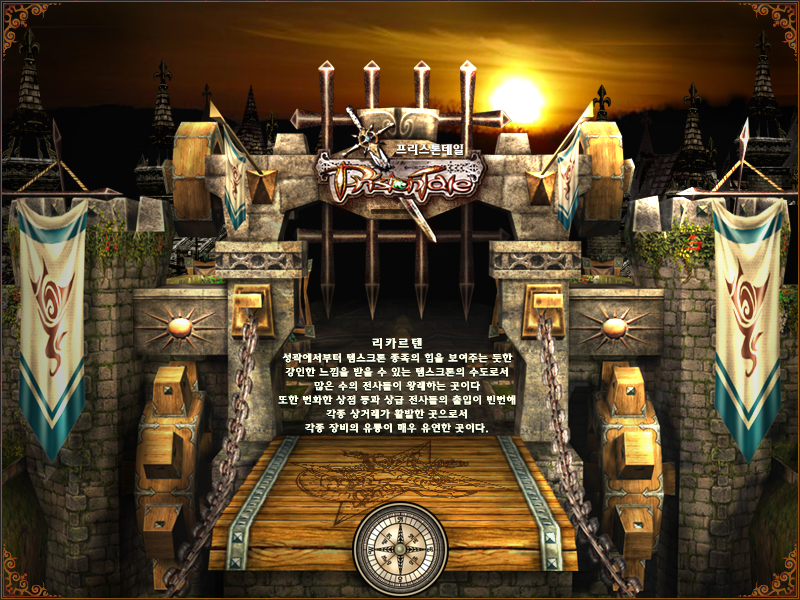 프리스톤테일
PristonTale
리카르텐
성곽에서부터 템스크론 종족의 힘을 보여주는 듯한
강인한 느낌을 받을 수 있는 템스크론의 수도로서
많은 수의 전사들이 왕래하는 곳이다
또한 번화한 상점 등과 상급 전사들의 출입이 빈번해
각종 상거래가 활발한 곳으로서
각종 장비의 유통이 매우 유연한 곳이다.